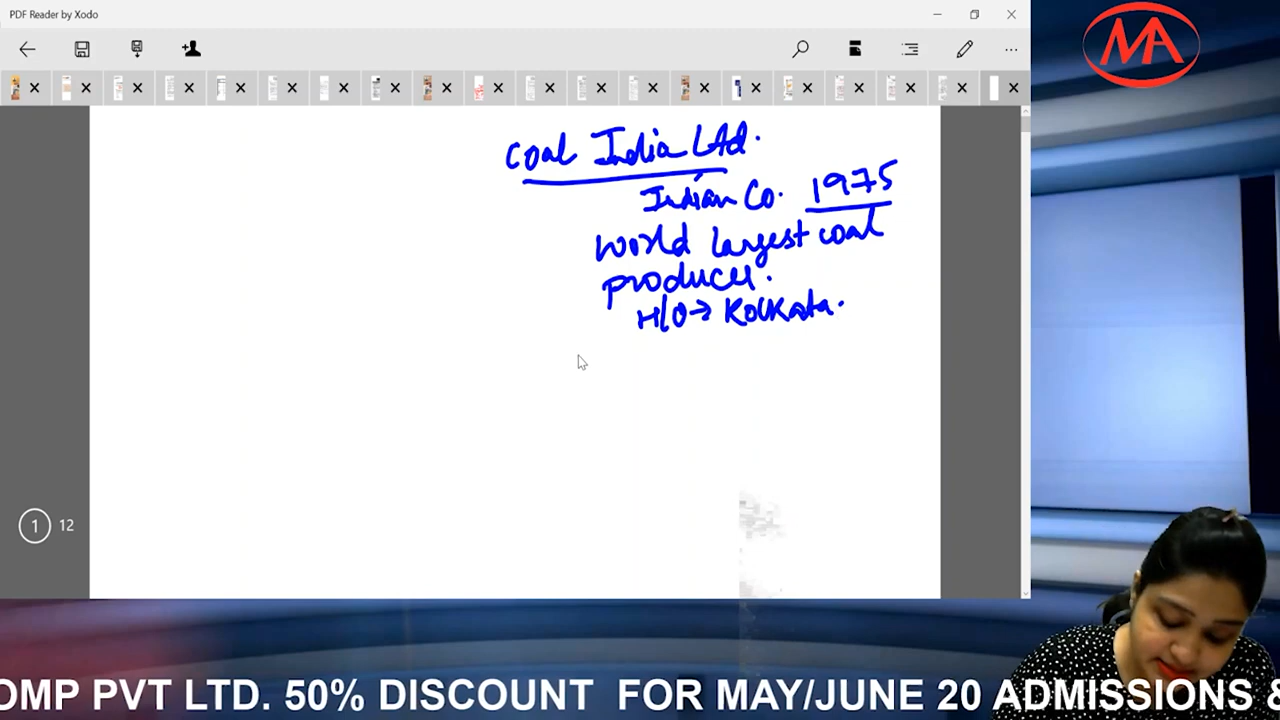 PDF Reader by Xodo
MA
Coal India Ltd.
Indian Co. 1975
World largest coal
producer.
H/O → Kolkata.
1 12
OMP PVT LTD. 50% DISCOUNT FOR MAY/JUNE 20 ADMISSIONS &